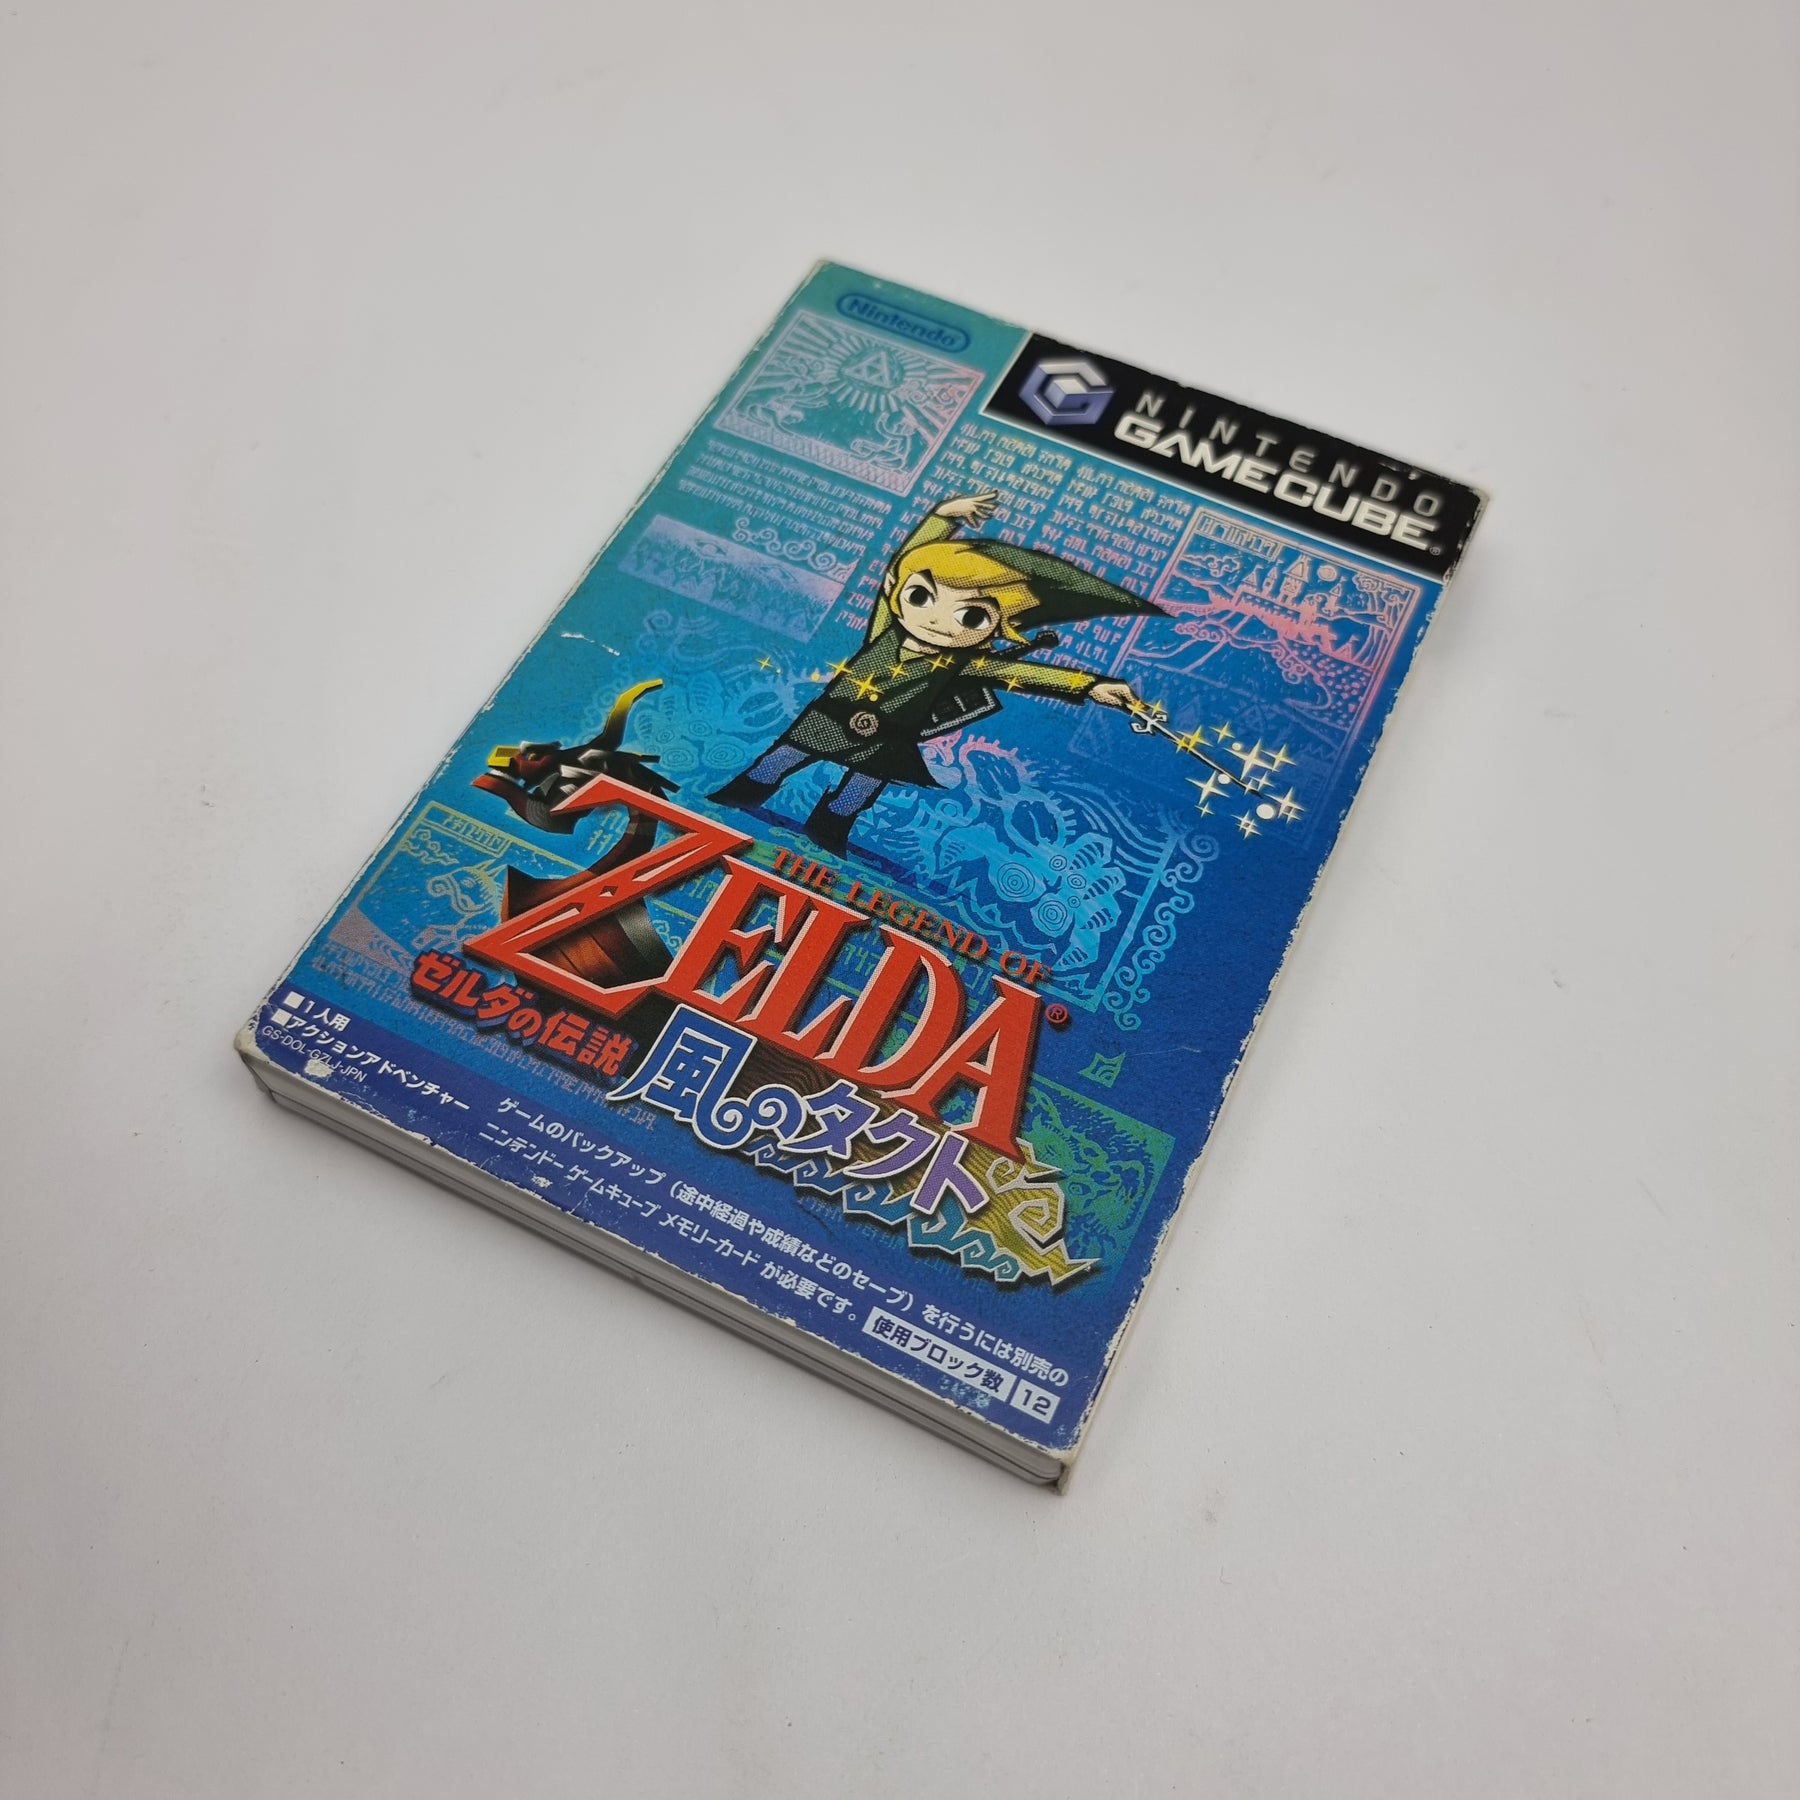 Nintendo
NINTENDO
GAMECUBE®
THE LEGEND OF
ZELDA®
ゼルダの伝説
風のタクト
■1人用
■アクションアドベンチャー
GS-DOL-GZLJ-JPN
ゲームのバックアップ（途中経過や成績などのセーブ）を行うには別売の
ニンテンドーゲームキューブ メモリーカードが必要です。
使用ブロック数 12